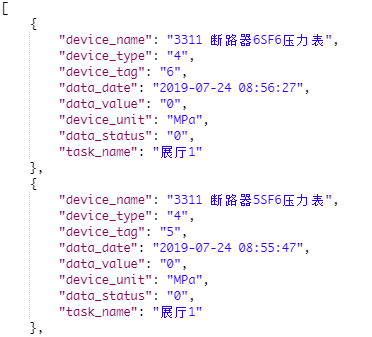 [
{
"device_name": "3311 断路器6SF6压力表",
"device_type": "4",
"device_tag": "6",
"data_date": "2019-07-24 08:56:27",
"data_value": "0",
"device_unit": "MPa",
"data_status": "0",
"task_name": "展厅1"
},
{
"device_name": "3311 断路器5SF6压力表",
"device_type": "4",
"device_tag": "5",
"data_date": "2019-07-24 08:55:47",
"data_value": "0",
"device_unit": "MPa",
"data_status": "0",
"task_name": "展厅1"
},